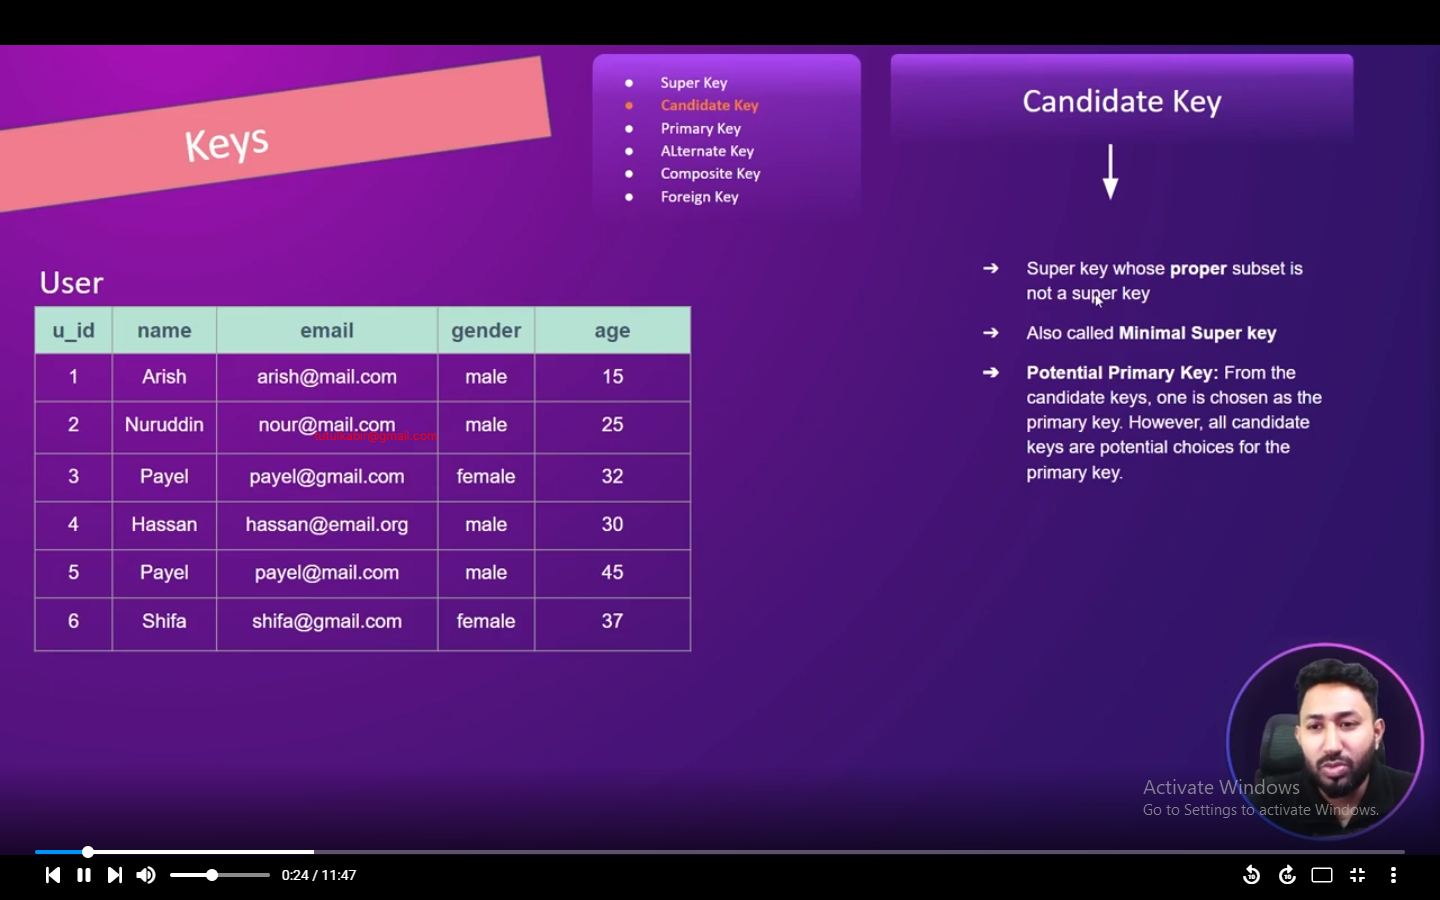 Keys
Super Key
Candidate Key
Primary Key
ALternate Key
Composite Key
Foreign Key
Candidate Key
Super key whose proper subset is
not a super key
Also called Minimal Super key
Potential Primary Key: From the
candidate keys, one is chosen as the
primary key. However, all candidate
keys are potential choices for the
primary key.
User
u_id name email gender age
1 Arish arish@mail.com male 15
2 Nuruddin nour@mail.com male 25
3 Payel payel@gmail.com female 32
4 Hassan hassan@email.org male 30
5 Payel payel@mail.com male 45
6 Shifa shifa@gmail.com female 37
Activate Windows
Go to Settings to activate Windows.
0:24 / 11:47
10
10